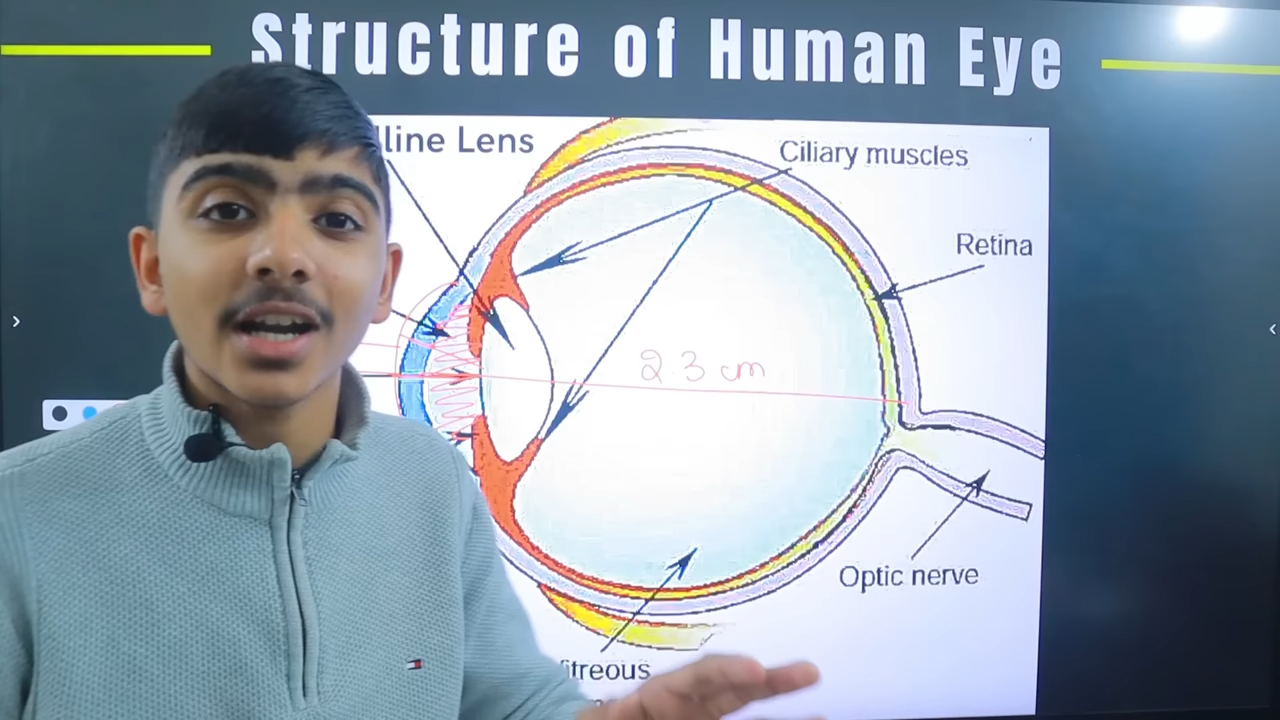 Structure of Human Eye
lline Lens
Ciliary muscles
Retina
2.3 cm
Optic nerve
itreous